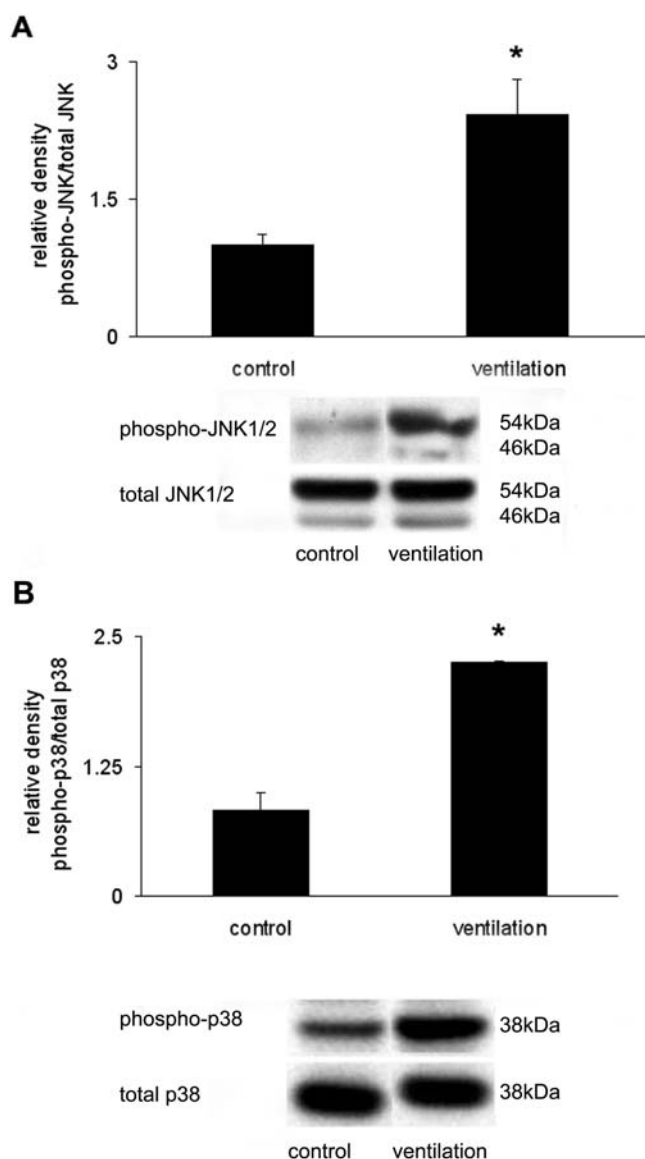 A
relative density
phospho-JNK/total JNK
3
*
1.5
0
control ventilation
phospho-JNK1/2 54kDa
46kDa
total JNK1/2 54kDa
46kDa
control ventilation
B
relative density
phospho-p38/total p38
2.5
*
1.25
0
control ventilation
phospho-p38 38kDa
total p38 38kDa
control ventilation